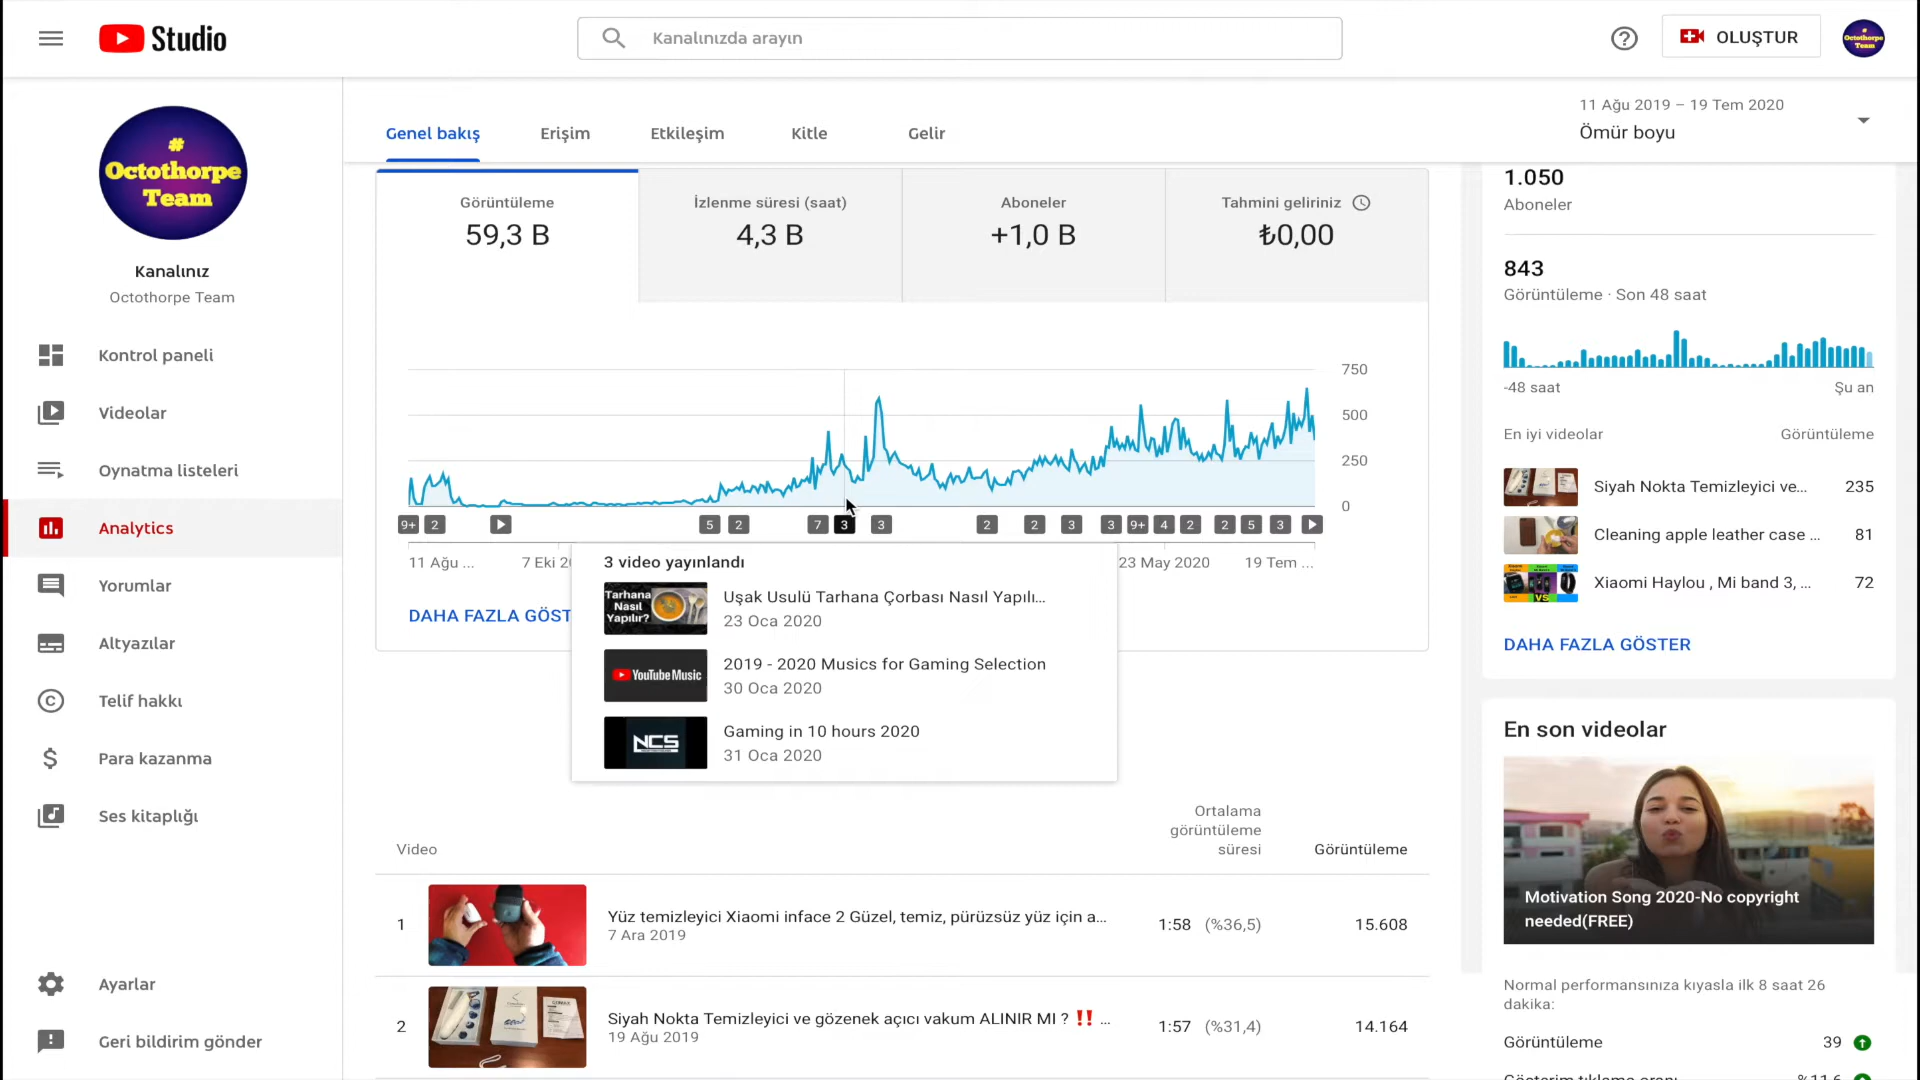 Studio
Kanalınızda arayın
OLUŞTUR
Octothorpe
Team
#
Octothorpe
Team
Kanalınız
Octothorpe Team
Kontrol paneli
Videolar
Oynatma listeleri
Analytics
Yorumlar
Altyazılar
Telif hakkı
Para kazanma
Ses kitaplığı
Ayarlar
Geri bildirim gönder
Genel bakış
Erişim
Etkileşim
Kitle
Gelir
11 Ağu 2019 – 19 Tem 2020
Ömür boyu
Görüntüleme
59,3 B
İzlenme süresi (saat)
4,3 B
Aboneler
+1,0 B
Tahmini geliriniz
₺0,00
750
500
250
0
9+ 2 5 2 7 3 3 2 2 3 3 9+ 4 2 2 5 3
11 Ağu ...
7 Eki 20
23 May 2020
19 Tem ...
DAHA FAZLA GÖST
3 video yayınlandı
Tarhana
Nasıl
Yapılır?
Uşak Usulü Tarhana Çorbası Nasıl Yapılı...
23 Oca 2020
YouTube Music
2019 - 2020 Musics for Gaming Selection
30 Oca 2020
NCS
Gaming in 10 hours 2020
31 Oca 2020
Video
Ortalama
görüntüleme
süresi
Görüntüleme
1
Yüz temizleyici Xiaomi inface 2 Güzel, temiz, pürüzsüz yüz için a...
7 Ara 2019
1:58 (%36,5)
15.608
2
Siyah Nokta Temizleyici ve gözenek açıcı vakum ALINIR MI ? ‼️ ...
19 Ağu 2019
1:57 (%31,4)
14.164
1.050
Aboneler
843
Görüntüleme · Son 48 saat
-48 saat
Şu an
En iyi videolar
Görüntüleme
Siyah Nokta Temizleyici ve...
235
Cleaning apple leather case ...
81
VS
Xiaomi Haylou , Mi band 3, ...
72
DAHA FAZLA GÖSTER
En son videolar
Motivation Song 2020-No copyright
needed(FREE)
Normal performansınıza kıyasla ilk 8 saat 26
dakika:
Görüntüleme
39
Gösterim tıklama oranı
%11,6